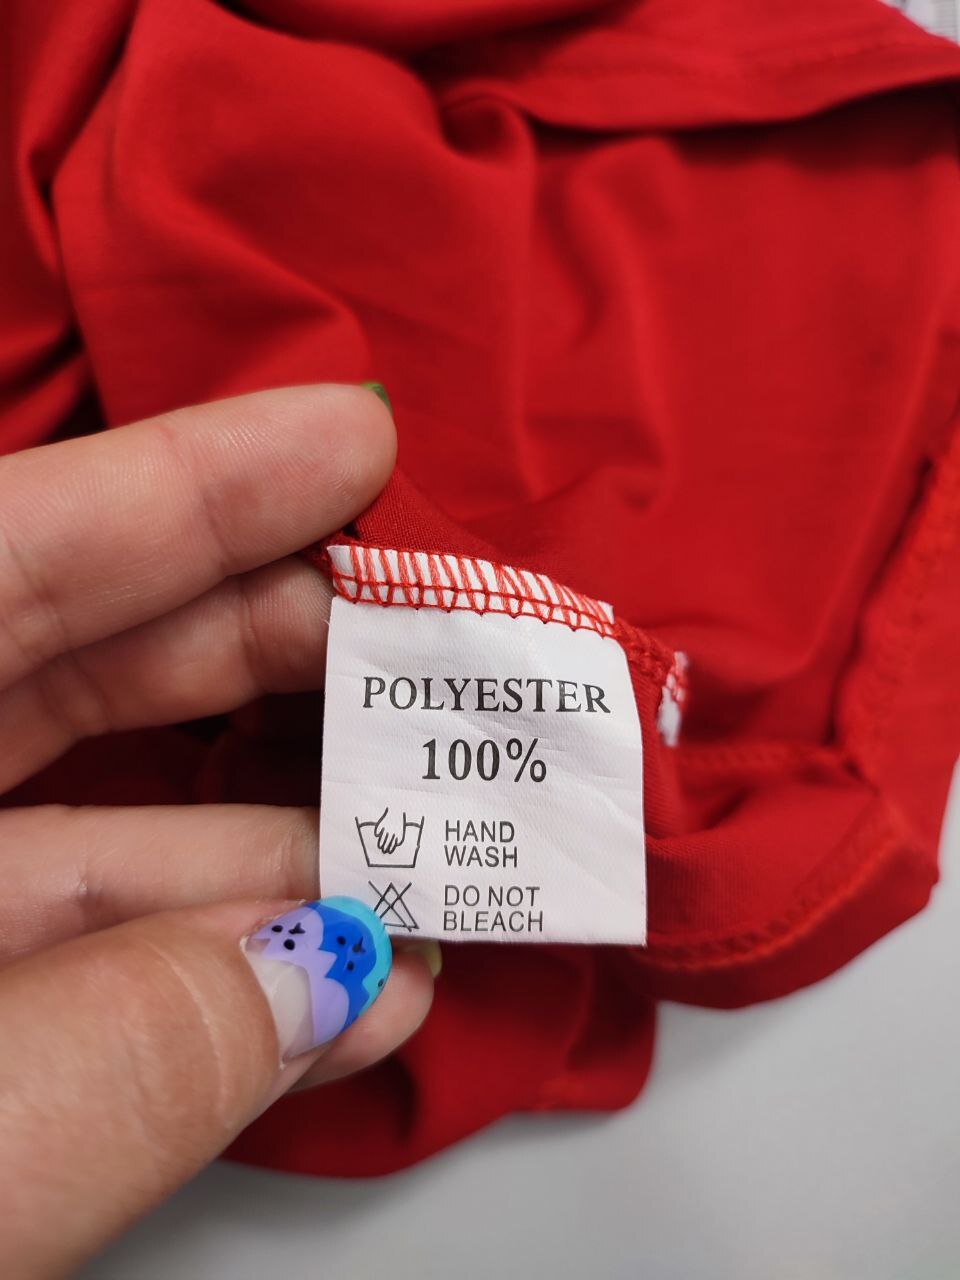 POLYESTER
100%
HAND
WASH
DO NOT
BLEACH